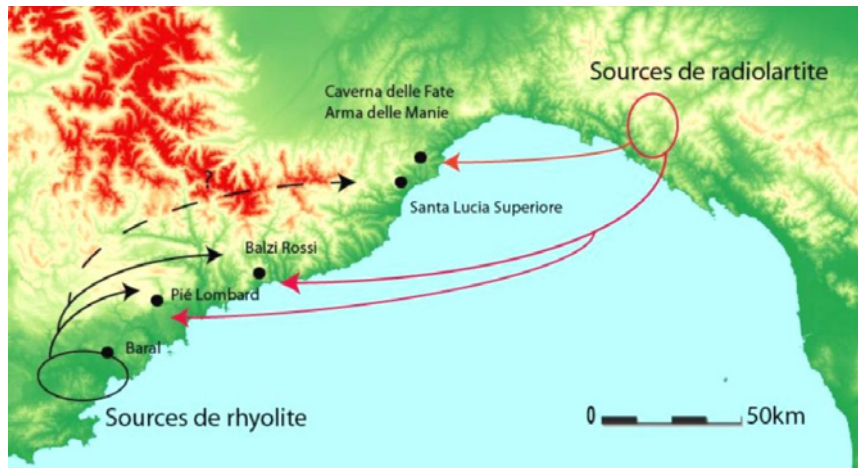 Sources de radiolartite
Caverna delle Fate
Arma delle Manie
?
Santa Lucia Superiore
Balzi Rossi
Pié Lombard
Baral
Sources de rhyolite
0 50km